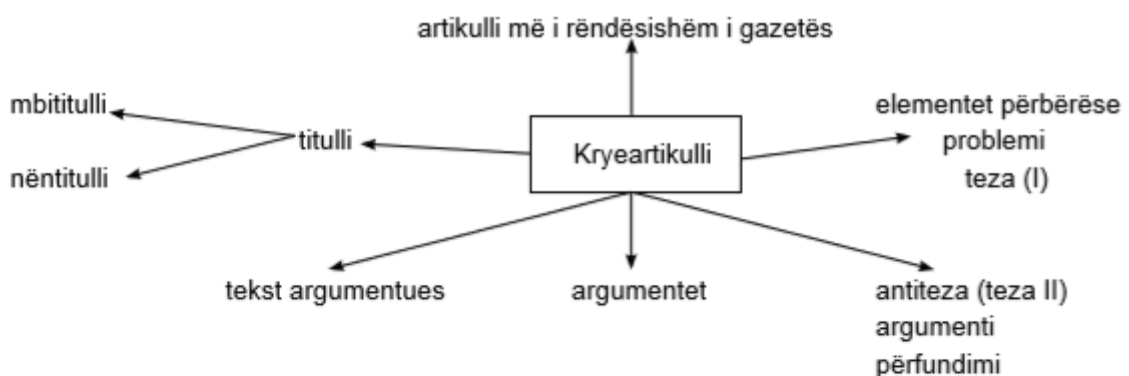 artikulli më i rëndësishëm i gazetës
mbititulli
nëntitulli
titulli
Kryeartikulli
elementet përbërëse
problemi
teza (I)
tekst argumentues
argumentet
antiteza (teza II)
argumenti
përfundimi